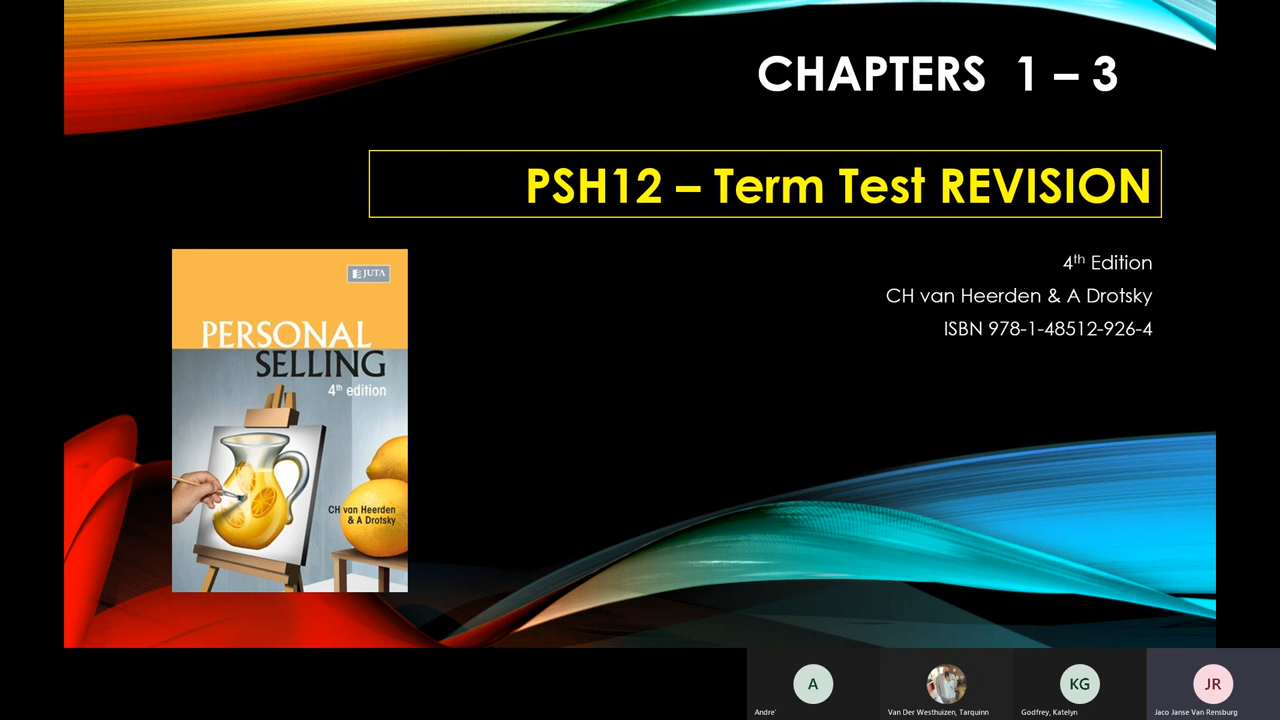 CHAPTERS 1 – 3
PSH12 – Term Test REVISION
4th Edition
CH van Heerden & A Drotsky
ISBN 978-1-48512-926-4
JUTA
PERSONAL
SELLING
4th edition
CH van Heerden
& A Drotsky
A
KG
JR
Andre'
Van Der Westhuizen, Tarquinn
Godfrey, Katelyn
Jaco Janse Van Rensburg